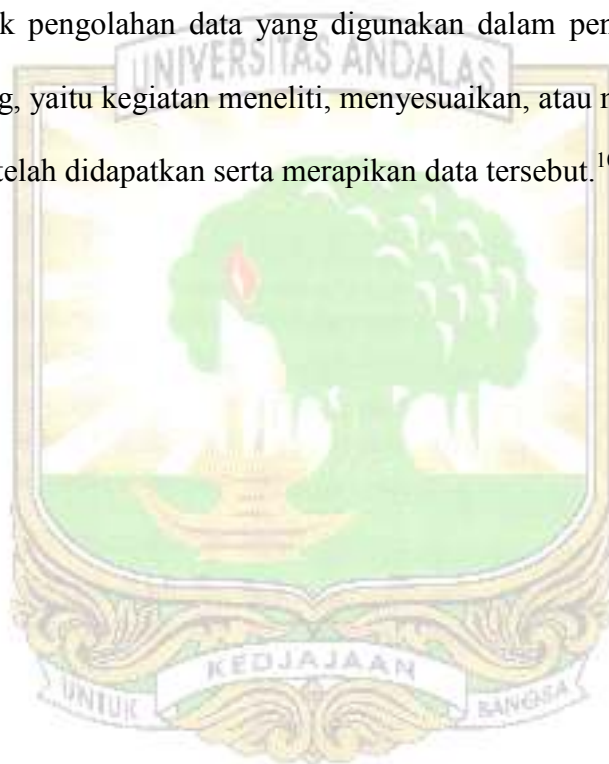 k pengolahan data yang digunakan dalam pen
g, yaitu kegiatan meneliti, menyesuaikan, atau
telah didapatkan serta merapikan data tersebut.
UNIVERSITAS ANDALAS
UNTUK KEDJAJAAN BANGSA